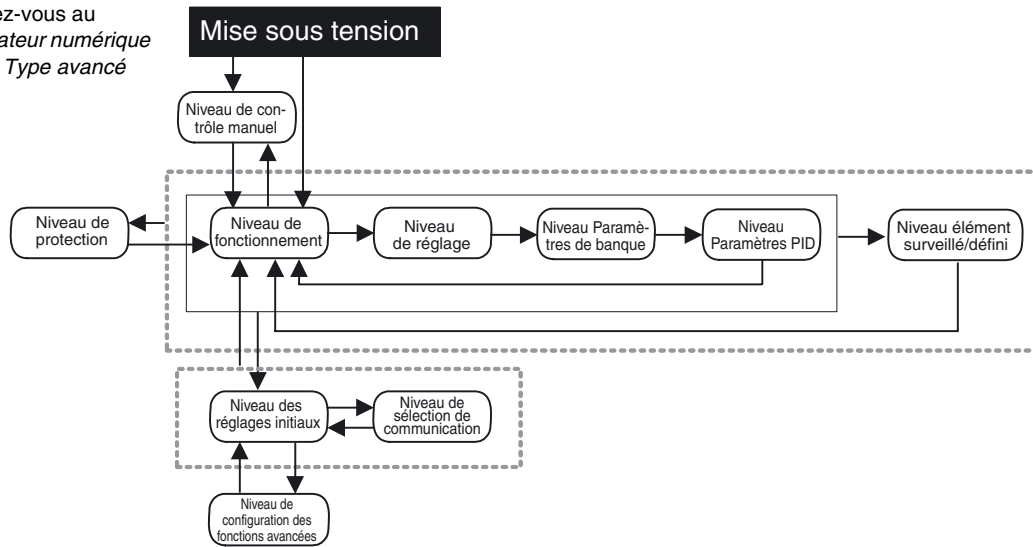 ez-vous au
ateur numérique
Type avancé
Mise sous tension
Niveau de con-
trôle manuel
Niveau de
protection
Niveau de
fonctionnement
Niveau
de réglage
Niveau Paramè-
tres de banque
Niveau
Paramètres PID
Niveau élément
surveillé/défini
Niveau des
réglages initiaux
Niveau de
sélection de
communication
Niveau de
configuration des
fonctions avancées